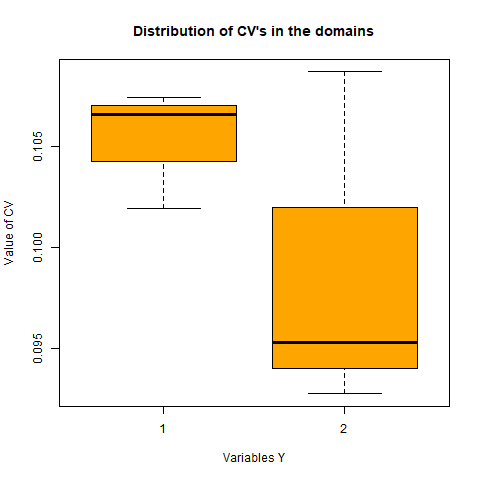 Distribution of CV's in the domains
Value of CV
0.105
0.100
0.095
1 2
Variables Y